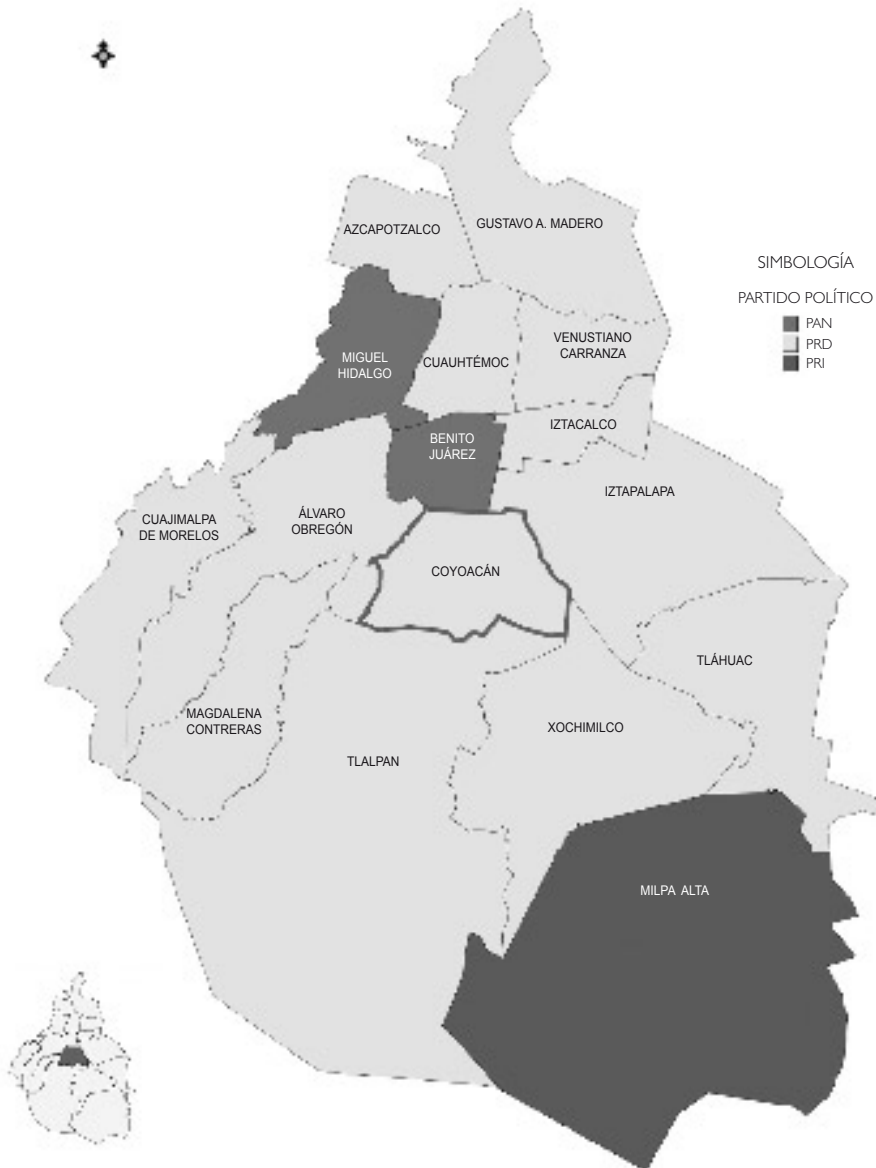 AZCAPOTZALCO
GUSTAVO A. MADERO
SIMBOLOGÍA
PARTIDO POLÍTICO
PAN
PRD
PRI
MIGUEL
HIDALGO
CUAUHTÉMOC
VENUSTIANO
CARRANZA
BENITO
JUÁREZ
IZTACALCO
IZTAPALAPA
CUAJIMALPA
DE MORELOS
ÁLVARO
OBREGÓN
COYOACÁN
TLÁHUAC
MAGDALENA
CONTRERAS
TLALPAN
XOCHIMILCO
MILPA ALTA